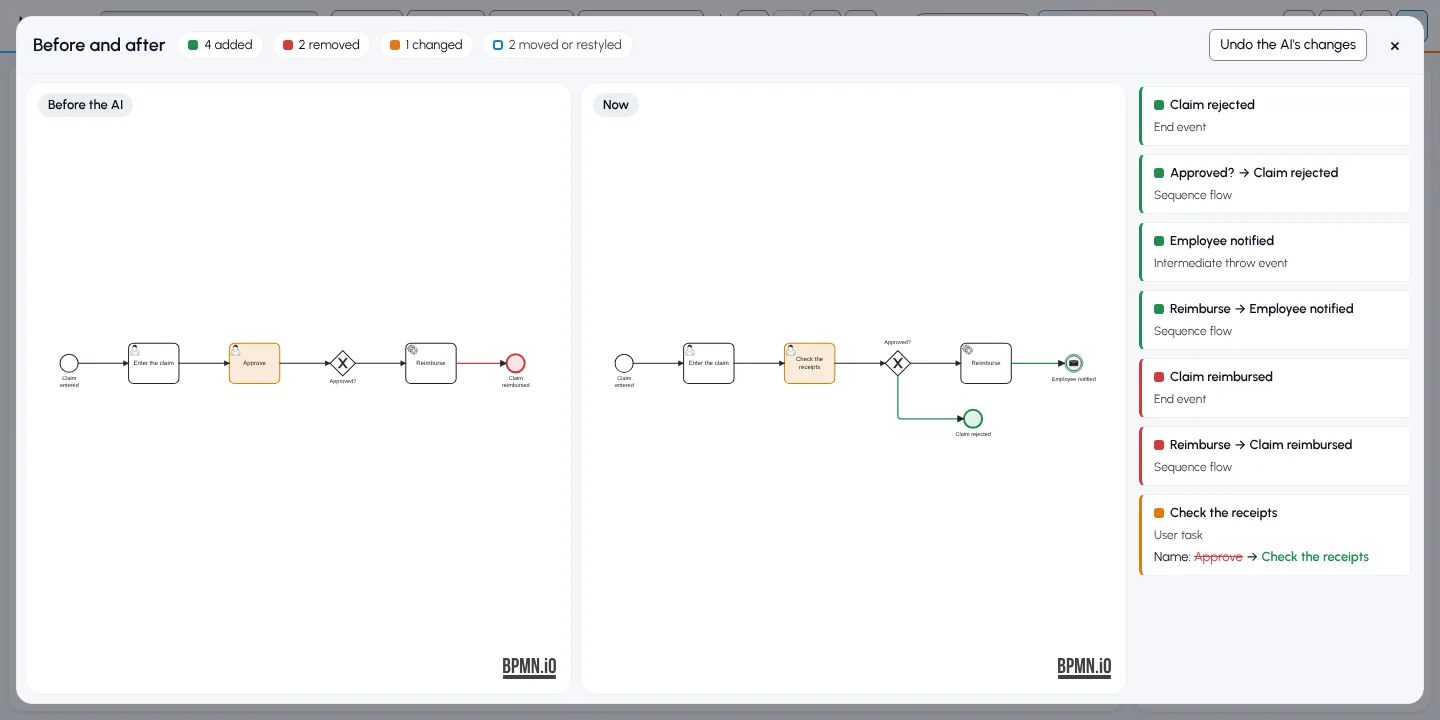 Before and after
4 added
2 removed
1 changed
2 moved or restyled
Undo the AI's changes
Before the AI
Claim
entered
Enter the claim
Approve
Approved?
Reimburse
Claim
reimbursed
BPMN.iO
Now
Claim
entered
Enter the claim
Check the
receipts
Approved?
Reimburse
Employee notified
Claim rejected
BPMN.iO
Claim rejected
End event
Approved? → Claim rejected
Sequence flow
Employee notified
Intermediate throw event
Reimburse → Employee notified
Sequence flow
Claim reimbursed
End event
Reimburse → Claim reimbursed
Sequence flow
Check the receipts
User task
Name: Approve → Check the receipts